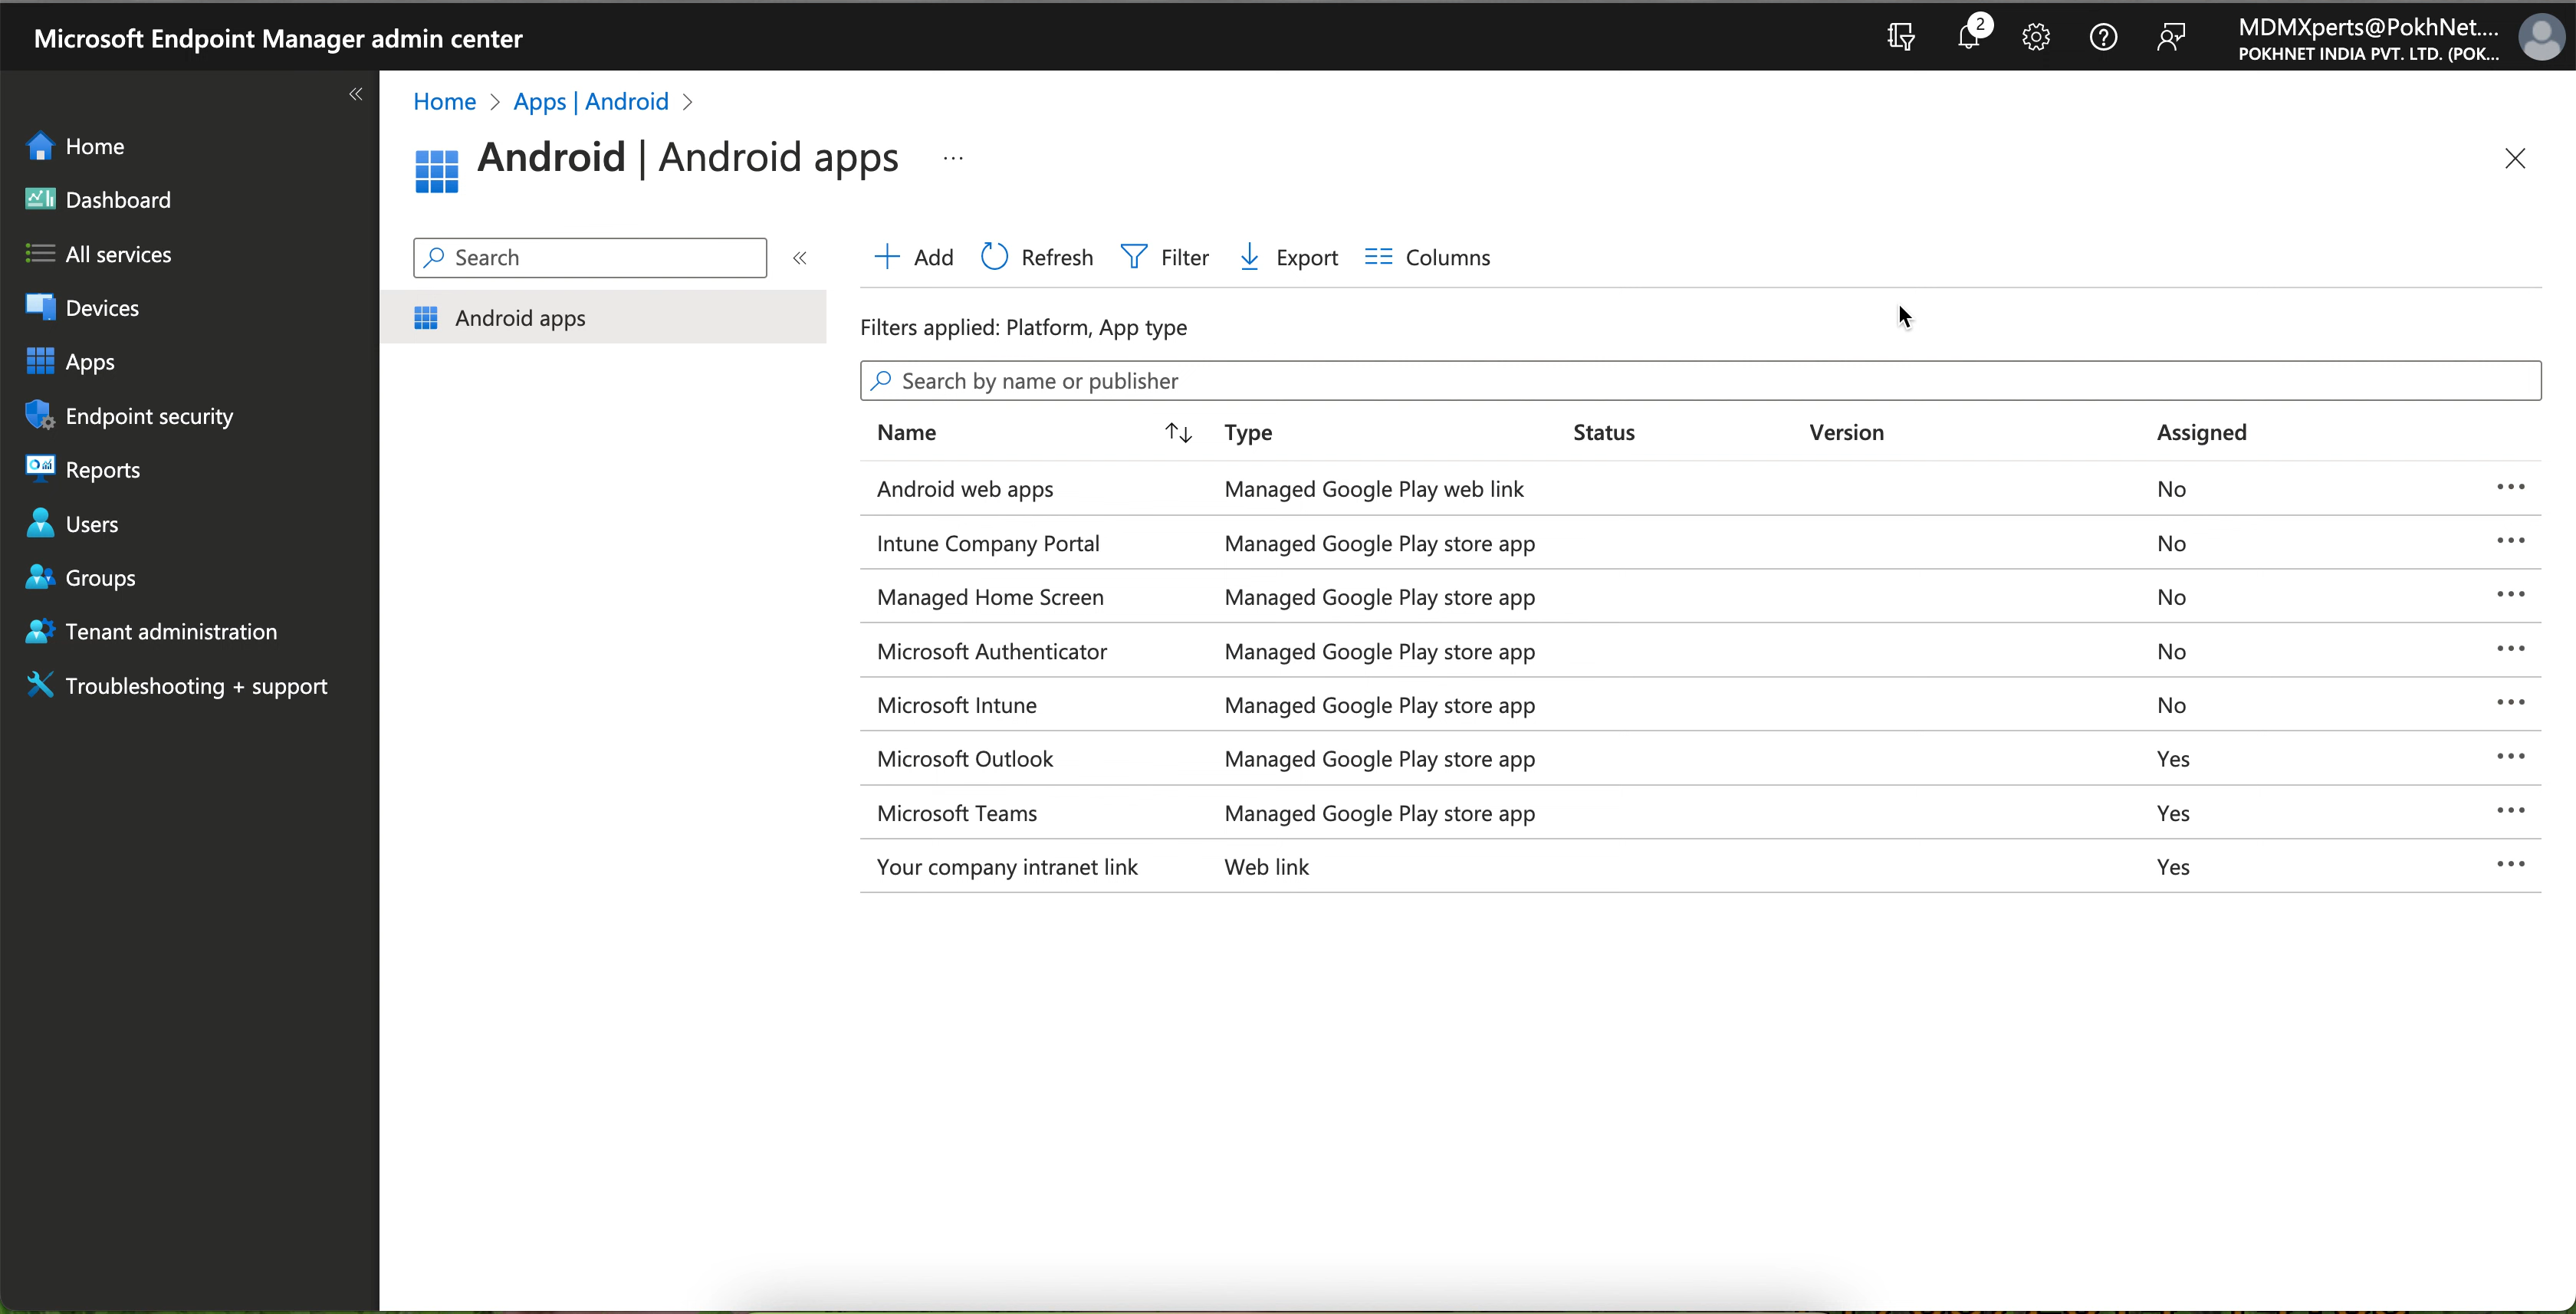 Microsoft Endpoint Manager admin center
2
MDMXperts@PokhNet....
POKHNET INDIA PVT. LTD. (POK...
Home
Dashboard
All services
Devices
Apps
Endpoint security
Reports
Users
Groups
Tenant administration
Troubleshooting + support
Home > Apps | Android >
Android | Android apps ...
Search
Android apps
Add Refresh Filter Export Columns
Filters applied: Platform, App type
Search by name or publisher
Name Type Status Version Assigned
Android web apps Managed Google Play web link No
Intune Company Portal Managed Google Play store app No
Managed Home Screen Managed Google Play store app No
Microsoft Authenticator Managed Google Play store app No
Microsoft Intune Managed Google Play store app No
Microsoft Outlook Managed Google Play store app Yes
Microsoft Teams Managed Google Play store app Yes
Your company intranet link Web link Yes